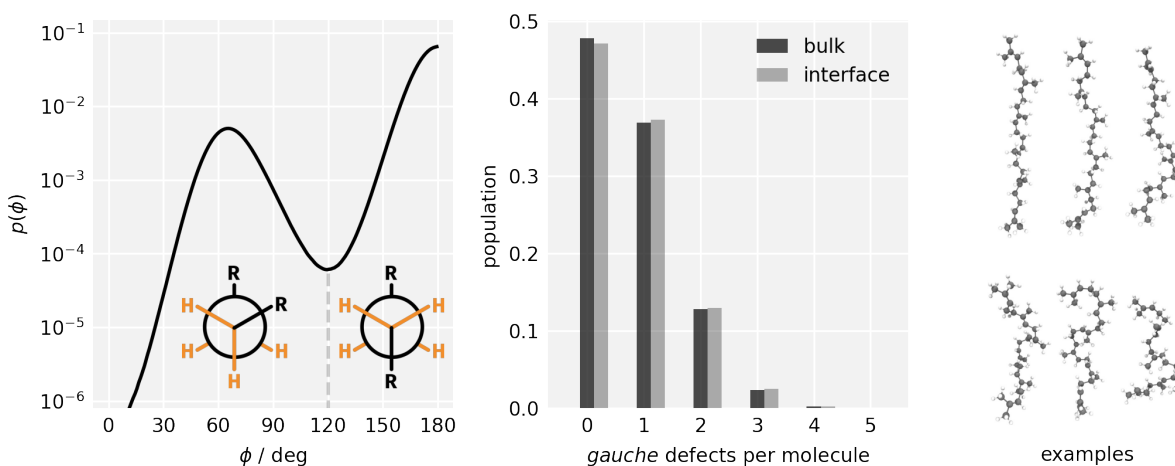 10⁻¹
10⁻²
10⁻³
10⁻⁴
10⁻⁵
10⁻⁶
p(ϕ)
R
H
R
H
H
H
R
H
H
H
H
R
0 30 60 90 120 150 180
ϕ / deg
0.5
0.4
0.3
0.2
0.1
0.0
population
bulk
interface
0 1 2 3 4 5
gauche defects per molecule
examples